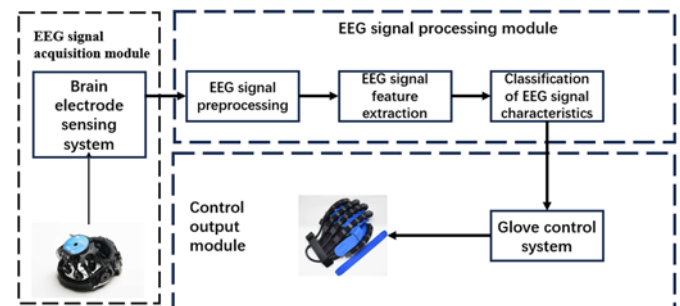 EEG signal
acquisition module
Brain
electrode
sensing
system
EEG signal processing module
EEG signal
preprocessing
EEG signal
feature
extraction
Classification
of EEG signal
characteristics
Control
output
module
Glove control
system